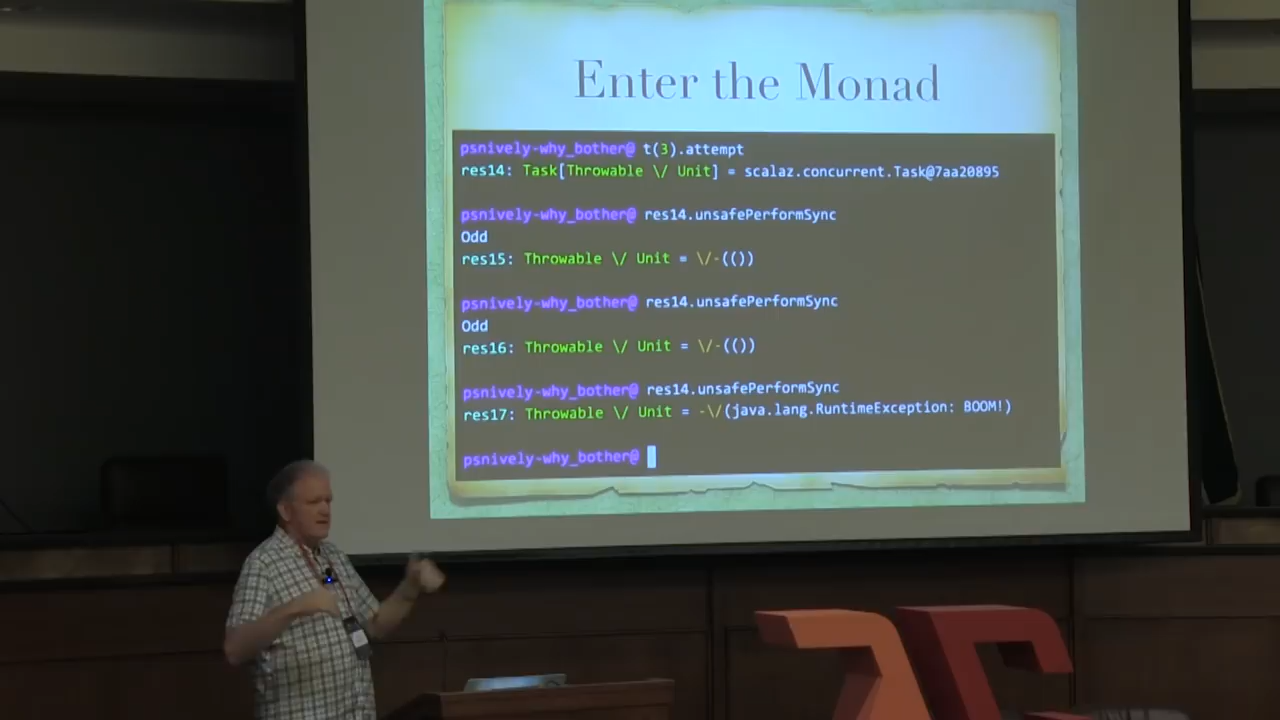 Enter the Monad
psnively-why_bother@ t(3).attempt
res14: Task[Throwable \/ Unit] = scalaz.concurrent.Task@7aa20895
psnively-why_bother@ res14.unsafePerformSync
Odd
res15: Throwable \/ Unit = \/-(())
psnively-why_bother@ res14.unsafePerformSync
Odd
res16: Throwable \/ Unit = \/-(())
psnively-why_bother@ res14.unsafePerformSync
res17: Throwable \/ Unit = -\/(java.lang.RuntimeException: BOOM!)
psnively-why_bother@